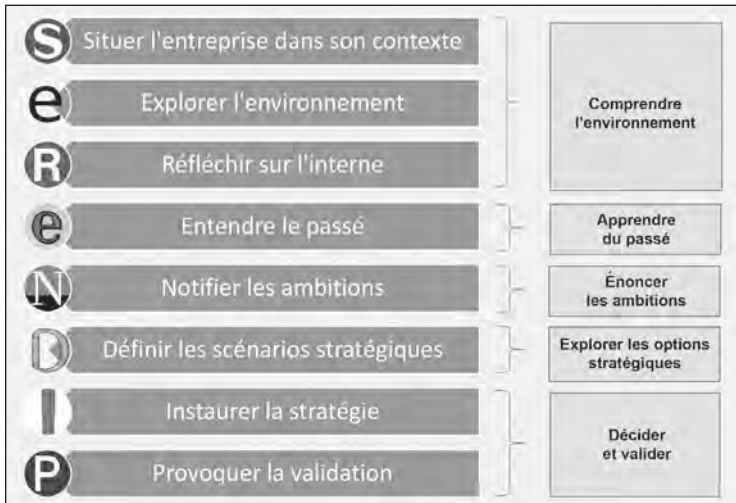 S Situer l'entreprise dans son contexte
e Explorer l'environnement
R Réfléchir sur l'interne
Comprendre
l'environnement
e Entendre le passé
Apprendre
du passé
N Notifier les ambitions
Énoncer
les ambitions
D Définir les scénarios stratégiques
Explorer les options
stratégiques
I Instaurer la stratégie
P Provoquer la validation
Décider
et valider